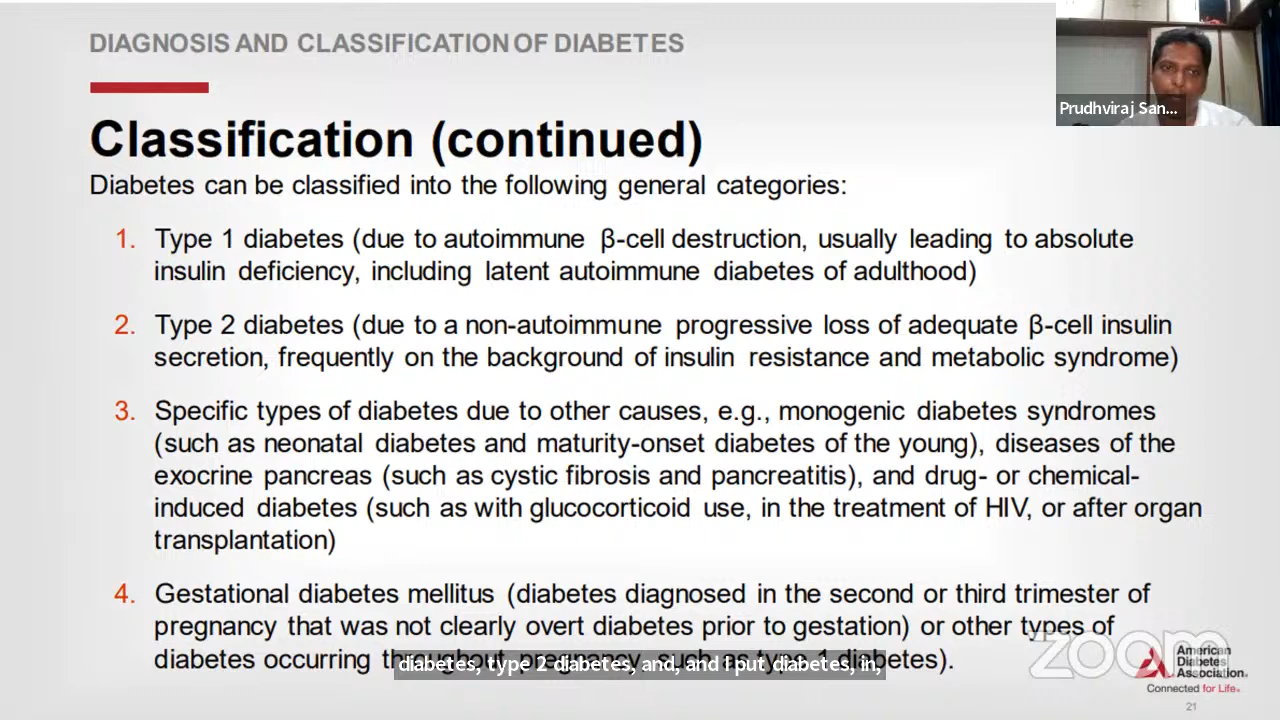 DIAGNOSIS AND CLASSIFICATION OF DIABETES
Prudhviraj San...
Classification (continued)
Diabetes can be classified into the following general categories:
1. Type 1 diabetes (due to autoimmune β-cell destruction, usually leading to absolute
insulin deficiency, including latent autoimmune diabetes of adulthood)
2. Type 2 diabetes (due to a non-autoimmune progressive loss of adequate β-cell insulin
secretion, frequently on the background of insulin resistance and metabolic syndrome)
3. Specific types of diabetes due to other causes, e.g., monogenic diabetes syndromes
(such as neonatal diabetes and maturity-onset diabetes of the young), diseases of the
exocrine pancreas (such as cystic fibrosis and pancreatitis), and drug- or chemical-
induced diabetes (such as with glucocorticoid use, in the treatment of HIV, or after organ
transplantation)
4. Gestational diabetes mellitus (diabetes diagnosed in the second or third trimester of
pregnancy that was not clearly overt diabetes prior to gestation) or other types of
diabetes occurring throughout pregnancy, such as type 1 diabetes).
diabetes, type 2 diabetes, and, and I put diabetes, in,
zoom
American
Diabetes
Association.
Connected for Life.
21